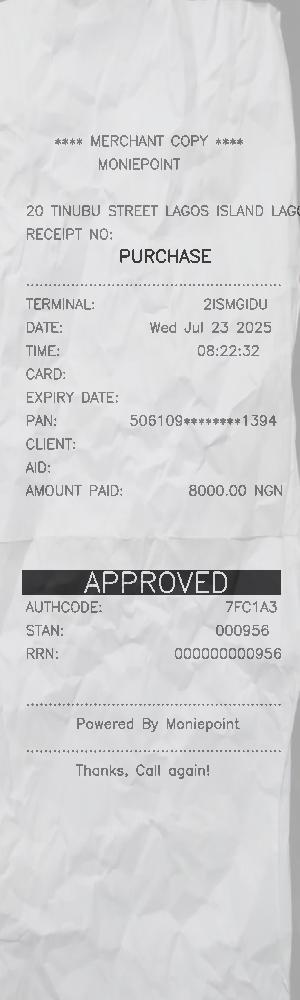 **** MERCHANT COPY ****
MONIEPOINT
20 TINUBU STREET LAGOS ISLAND LAGO
RECEIPT NO:
PURCHASE
TERMINAL: 2ISMGIDU
DATE: Wed Jul 23 2025
TIME: 08:22:32
CARD:
EXPIRY DATE:
PAN: 506109********1394
CLIENT:
AID:
AMOUNT PAID: 8000.00 NGN
APPROVED
AUTHCODE: 7FC1A3
STAN: 000956
RRN: 000000000956
Powered By Moniepoint
Thanks, Call again!